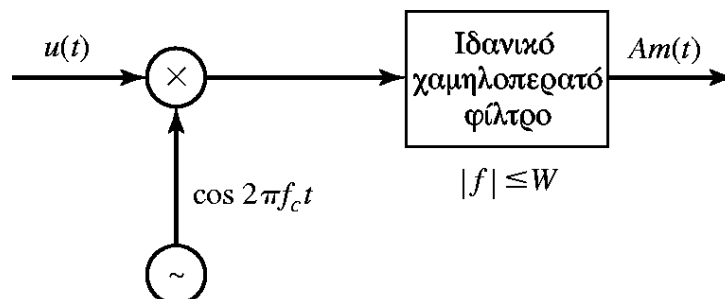 u(t)
×
Ιδανικό
χαμηλοπερατό
φίλτρο
Am(t)
|f| ≤ W
cos 2πf_c t
~